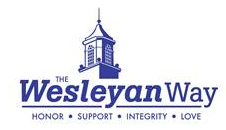 THE
Wesleyan Way
HONOR • SUPPORT • INTEGRITY • LOVE